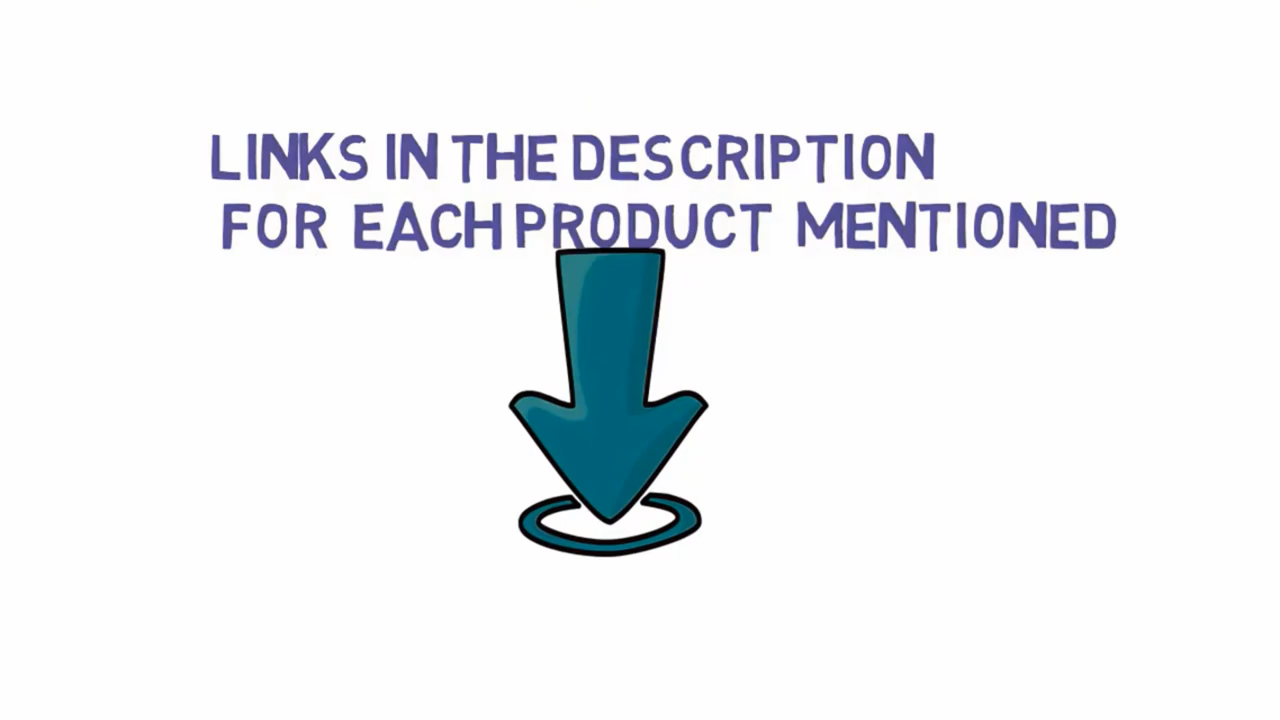 LINKS IN THE DESCRIPTION
FOR EACH PRODUCT MENTIONED